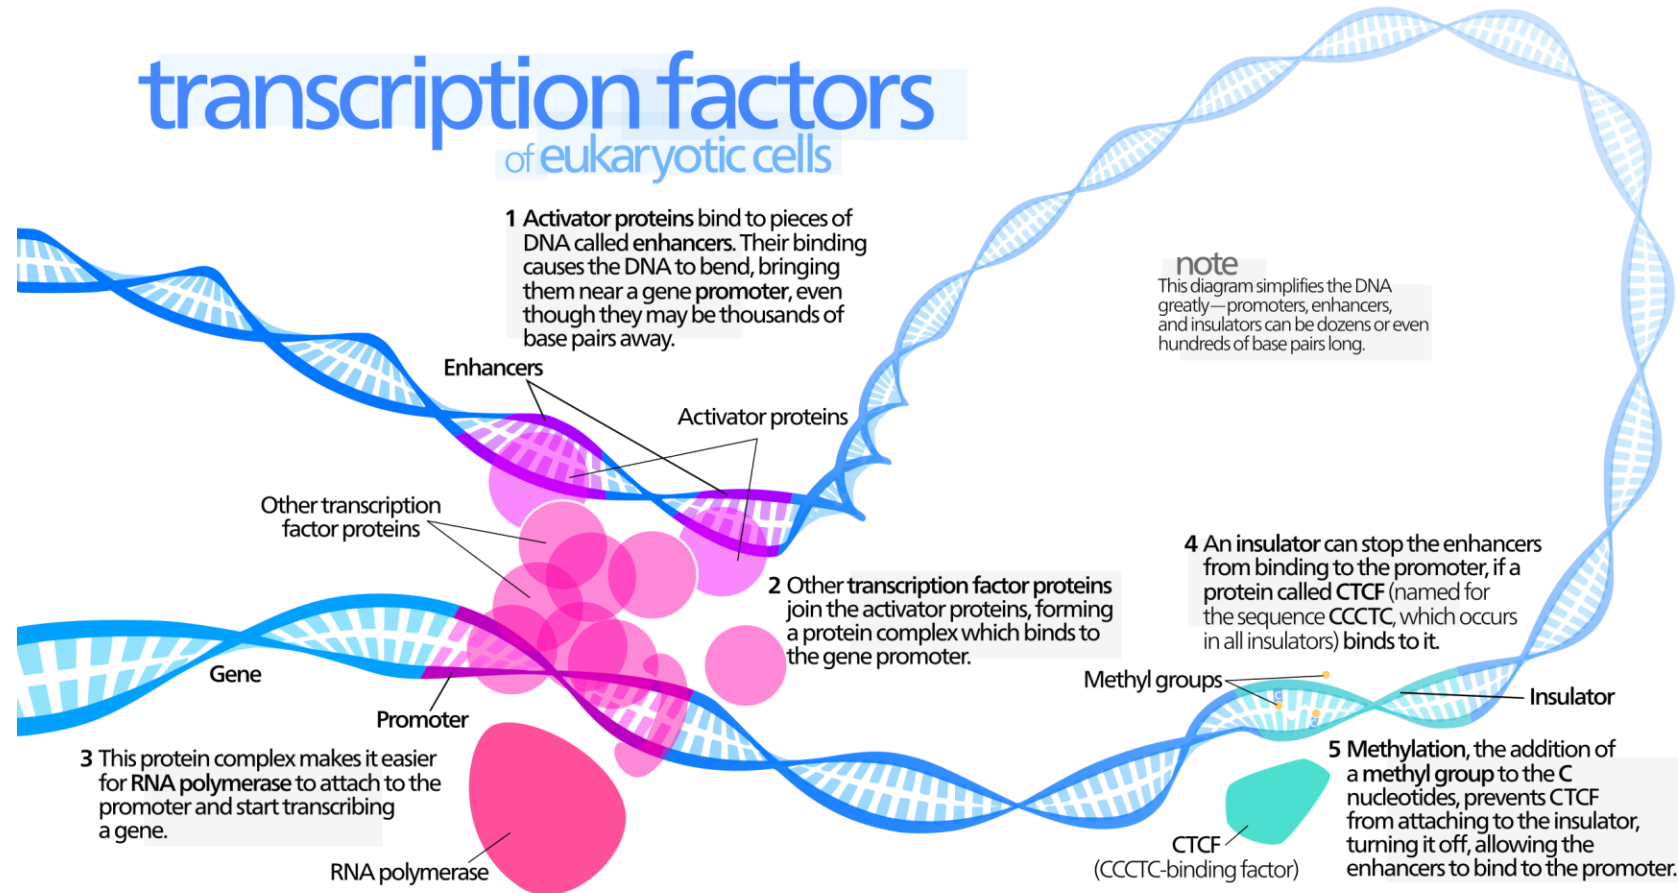 transcription factors
of eukaryotic cells
1 Activator proteins bind to pieces of
DNA called enhancers. Their binding
causes the DNA to bend, bringing
them near a gene promoter, even
though they may be thousands of
base pairs away.
note
This diagram simplifies the DNA
greatly—promoters, enhancers,
and insulators can be dozens or even
hundreds of base pairs long.
Enhancers
Activator proteins
Other transcription
factor proteins
2 Other transcription factor proteins
join the activator proteins, forming
a protein complex which binds to
the gene promoter.
4 An insulator can stop the enhancers
from binding to the promoter, if a
protein called CTCF (named for
the sequence CCCTC, which occurs
in all insulators) binds to it.
Gene
Promoter
Methyl groups
C
C
Insulator
3 This protein complex makes it easier
for RNA polymerase to attach to the
promoter and start transcribing
a gene.
RNA polymerase
CTCF
(CCCTC-binding factor)
5 Methylation, the addition of
a methyl group to the C
nucleotides, prevents CTCF
from attaching to the insulator,
turning it off, allowing the
enhancers to bind to the promoter.